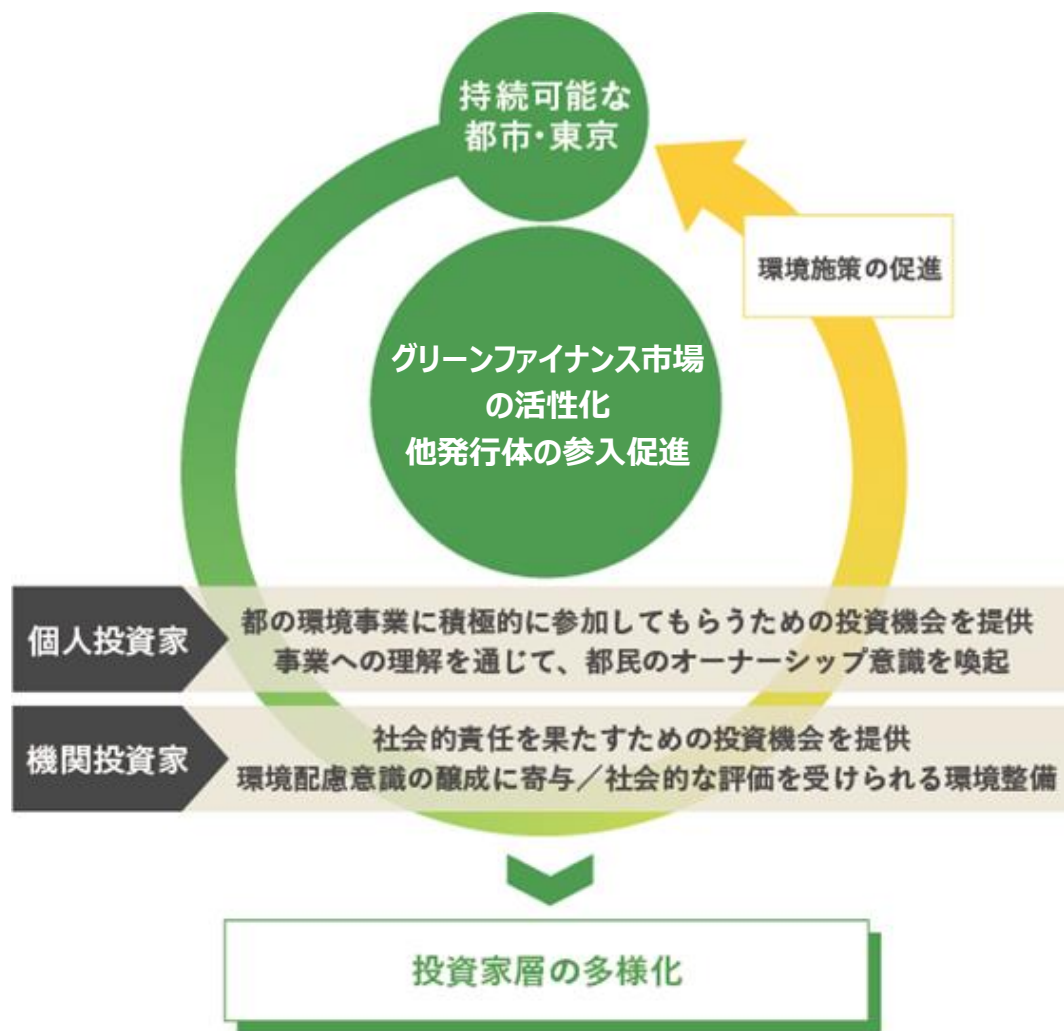 持続可能な
都市・東京
環境施策の促進
グリーンファイナンス市場
の活性化
他発行体の参入促進
個人投資家
都の環境事業に積極的に参加してもらうための投資機会を提供
事業への理解を通じて、都民のオーナーシップ意識を喚起
機関投資家
社会的責任を果たすための投資機会を提供
環境配慮意識の醸成に寄与／社会的な評価を受けられる環境整備
投資家層の多様化